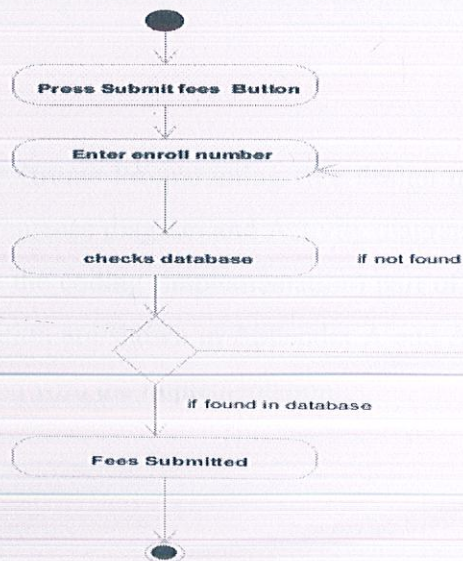 Press Submit fees Button
Enter enroll number
checks database
if not found
if found in database
Fees Submitted